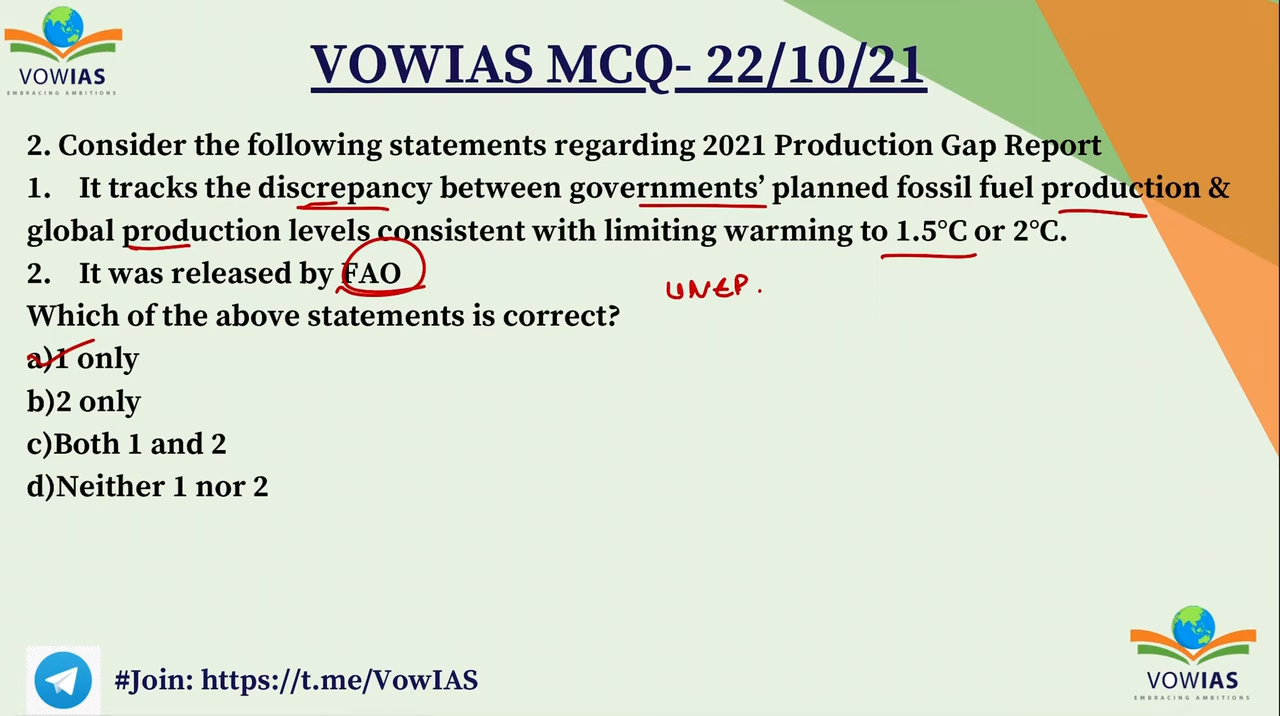 VOWIAS
EMBRACING AMBITIONS
VOWIAS MCQ- 22/10/21
2. Consider the following statements regarding 2021 Production Gap Report
1. It tracks the discrepancy between governments’ planned fossil fuel production &
global production levels consistent with limiting warming to 1.5°C or 2°C.
2. It was released by FAO
UNEP.
Which of the above statements is correct?
a)1 only
b)2 only
c)Both 1 and 2
d)Neither 1 nor 2
#Join: https://t.me/VowIAS
VOWIAS
EMBRACING AMBITIONS